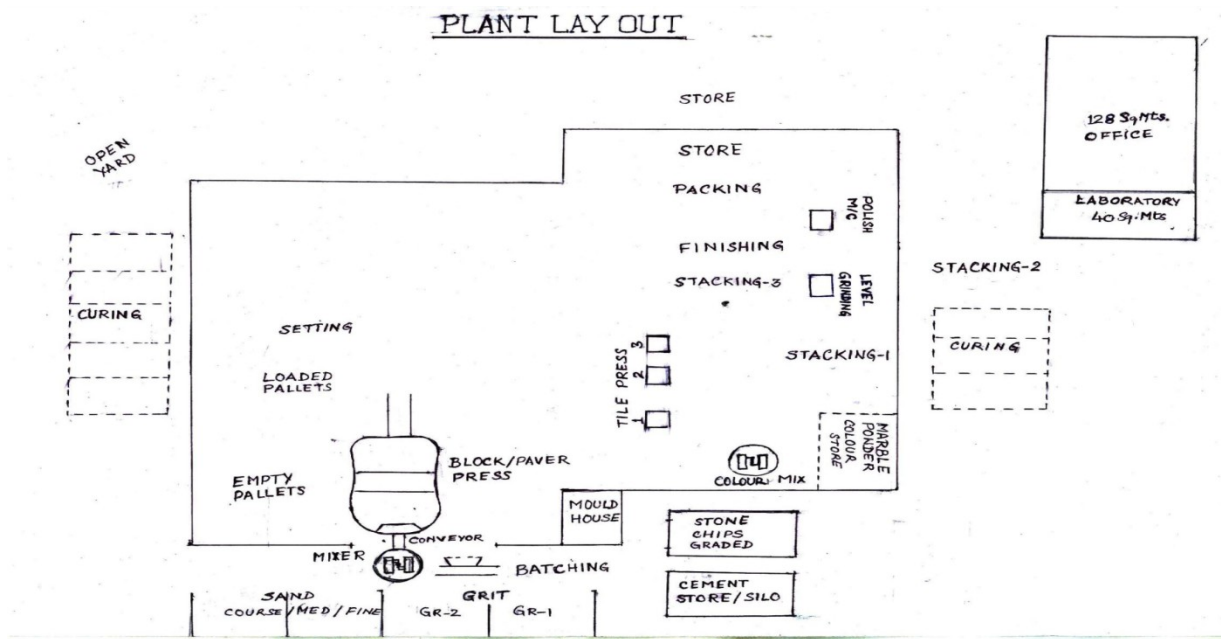 PLANT LAY OUT
STORE
128 Sq Mts.
OFFICE
OPEN
YARD
STORE
PACKING
POLISH
M/C
LABORATORY
40 Sq. Mts
FINISHING
STACKING-2
STACKING-3
LEVEL
GRINDING
CURING
SETTING
STACKING-1
CURING
LOADED
PALLETS
TILE PRESS
1
2
3
MARBLE
PONDER
COLOUR
STORE
BLOCK/PAVER
PRESS
EMPTY
PALLETS
COLOUR MIX
MOULD
HOUSE
STONE
CHIPS
GRADED
CONVEYOR
MIXER
BATCHING
CEMENT
STORE/SILO
SAND
COURSE/MED/FINE
GRIT
GR-2
GR-1